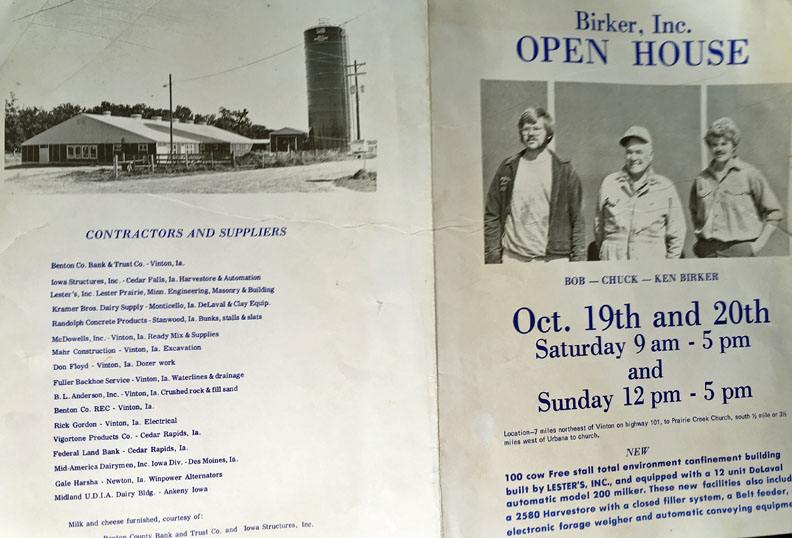 CONTRACTORS AND SUPPLIERS
Benton Co. Bank & Trust Co. - Vinton, Ia.
Iowa Structures, Inc. - Cedar Falls, Ia. Harvestore & Automation
Lester's, Inc. Lester Prairie, Minn. Engineering, Masonry & Building
Kramer Bros. Dairy Supply - Monticello, Ia. DeLaval & Clay Equip.
Randolph Concrete Products - Stanwood, Ia. Bunks, stalls & slats
McDowells, Inc. - Vinton, Ia. Ready Mix & Supplies
Mahr Construction - Vinton, Ia. Excavation
Don Floyd - Vinton, Ia. Dozer work
Fuller Backhoe Service - Vinton, Ia. Waterlines & drainage
B. L. Anderson, Inc. - Vinton, Ia. Crushed rock & fill sand
Benton Co. REC - Vinton, Ia.
Rick Gordon - Vinton, Ia. Electrical
Vigortone Products Co. - Cedar Rapids, Ia.
Federal Land Bank - Cedar Rapids, Ia.
Mid-America Dairymen, Inc. Iowa Div. - Des Moines, Ia.
Gale Harsha - Newton, Ia. Winpower Alternators
Midland U.D.I.A. Dairy Bldg. - Ankeny Iowa
Milk and cheese furnished, courtesy of:
Benton County Bank and Trust Co. and Iowa Structures, Inc.
Birker, Inc.
OPEN HOUSE
BOB — CHUCK — KEN BIRKER
Oct. 19th and 20th
Saturday 9 am - 5 pm
and
Sunday 12 pm - 5 pm
Location—7 miles northeast of Vinton on highway 101, to Prairie Creek Church, south ½ mile or 3½
miles west of Urbana to church.
NEW
100 cow Free stall total environment confinement building
built by LESTER'S, INC., and equipped with a 12 unit DeLaval
automatic model 200 milker. These new facilities also includ
a 2580 Harvestore with a closed filler system, a Belt feeder,
electronic forage weigher and automatic conveying equipme